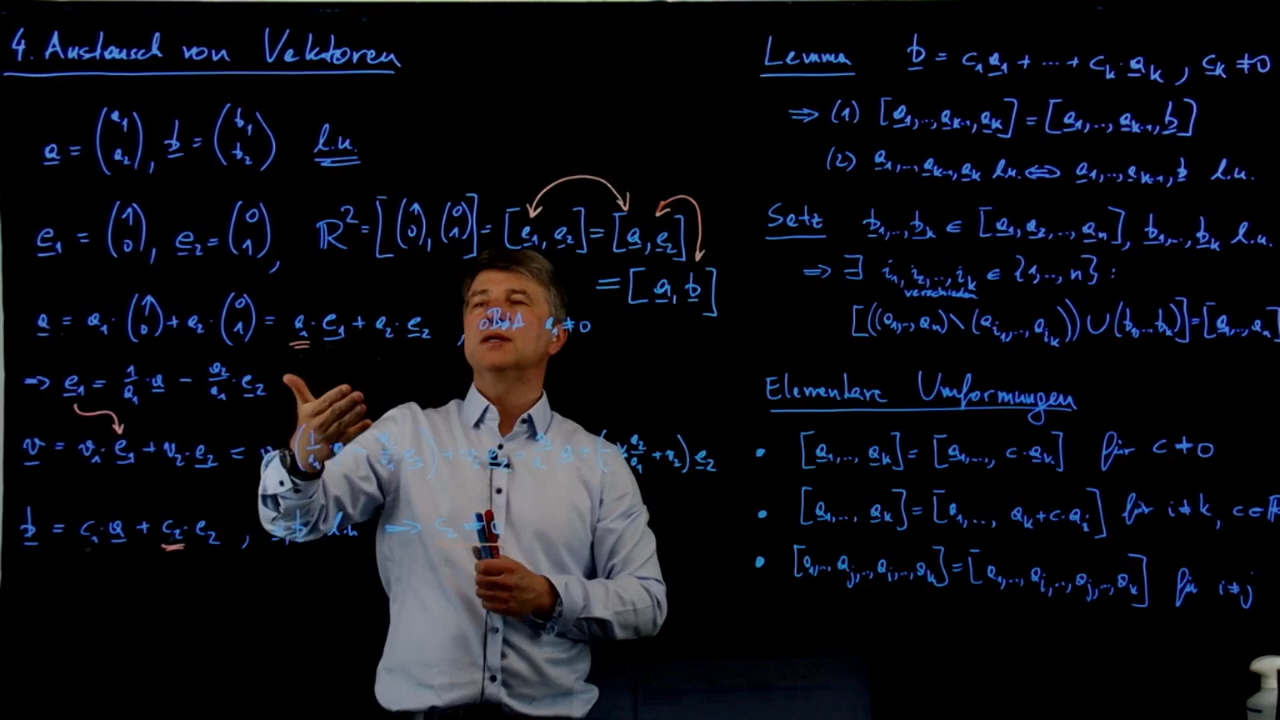 4. Austausch von Vektoren
a = (a₁ a₂), b = (b₁ b₂) l.u.
e₁ = (1 0), e₂ = (0 1), ℝ² = [(1 0), (0 1)] = [e₁, e₂] = [a, e₂]
= [a, b]
a = a₁·(1 0) + a₂·(0 1) = a₁·e₁ + a₂·e₂, oBdA a₁ ≠ 0
⇒ e₁ = 1/a₁·a − a₂/a₁·e₂
v = v₁·e₁ + v₂·e₂ =
b = c₁·a + c₂·e₂, l.u ⇒ c₂ ≠ 0
Lemma b = c₁a₁ + ⋯ + cₖ·aₖ, cₖ ≠ 0
⇒ (1) [a₁,..,aₖ₋₁,aₖ] = [a₁,..,aₖ₋₁,b]
(2) a₁,..,aₖ₋₁,aₖ l.u. ⇔ a₁,..,aₖ₋₁,b l.u.
Satz b₁,..,bₖ ∈ [a₁,a₂,..,aₙ], b₁,..,bₖ l.u.
⇒ ∃ i₁,i₂,..,iₖ ∈ {1,..,n}:
verschieden
[((a₁,..,aₙ)∖(aᵢ₁,..,aᵢₖ)) ∪ (b₁,..bₖ)] = [a₁,..,aₙ]
Elementare Umformungen
• [a₁,..,aₖ] = [a₁,..., c·aₖ] für c ≠ 0
• [a₁,..., aₖ] = [a₁,..., aₖ+c·aᵢ] für i≠k, c∈ℝ
• [a₁,..,aⱼ,..,aᵢ,..,aₖ] = [a₁,..,aᵢ,..,aⱼ,..,aₖ] für i≠j